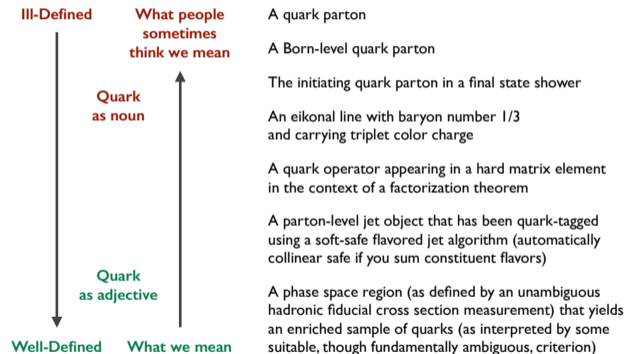 Ill-Defined
What people
sometimes
think we mean
Quark
as noun
Quark
as adjective
Well-Defined
What we mean
A quark parton
A Born-level quark parton
The initiating quark parton in a final state shower
An eikonal line with baryon number 1/3
and carrying triplet color charge
A quark operator appearing in a hard matrix element
in the context of a factorization theorem
A parton-level jet object that has been quark-tagged
using a soft-safe flavored jet algorithm (automatically
collinear safe if you sum constituent flavors)
A phase space region (as defined by an unambiguous
hadronic fiducial cross section measurement) that yields
an enriched sample of quarks (as interpreted by some
suitable, though fundamentally ambiguous, criterion)